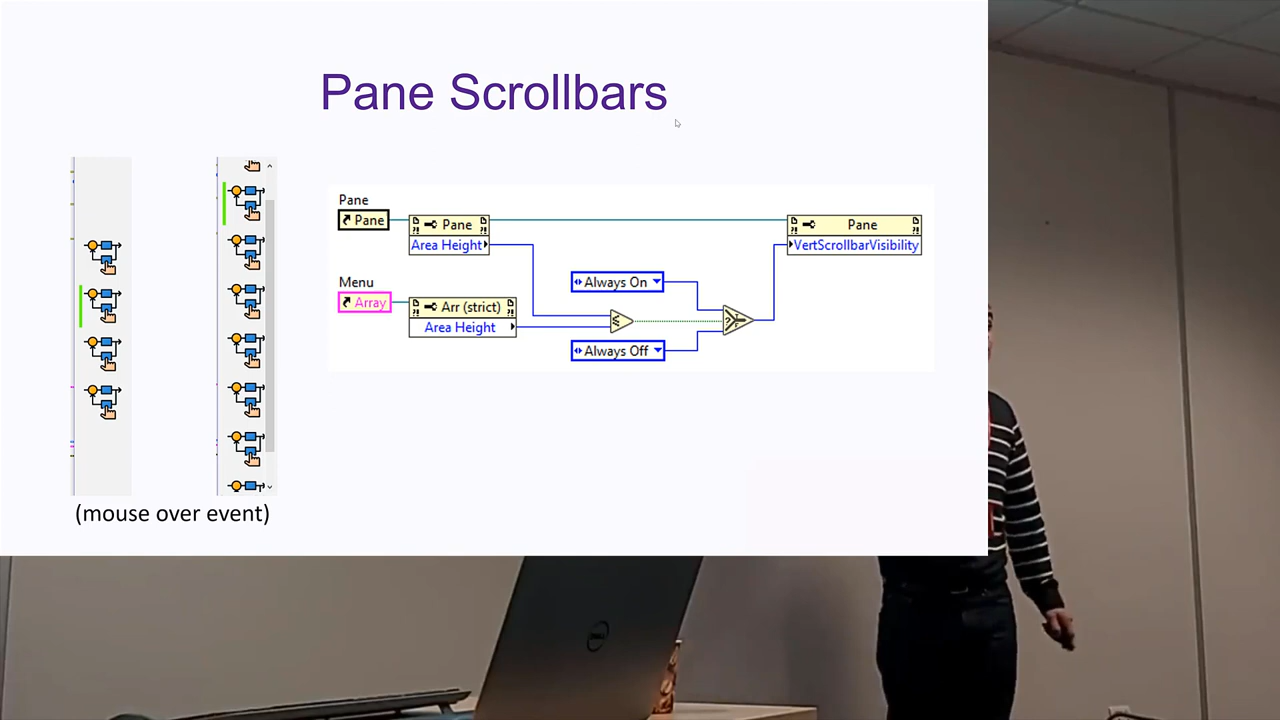 Pane Scrollbars
Pane
Pane
Pane
Area Height
Pane
VertScrollbarVisibility
Always On
Menu
Array
Arr (strict)
Area Height
Always Off
(mouse over event)
DELL